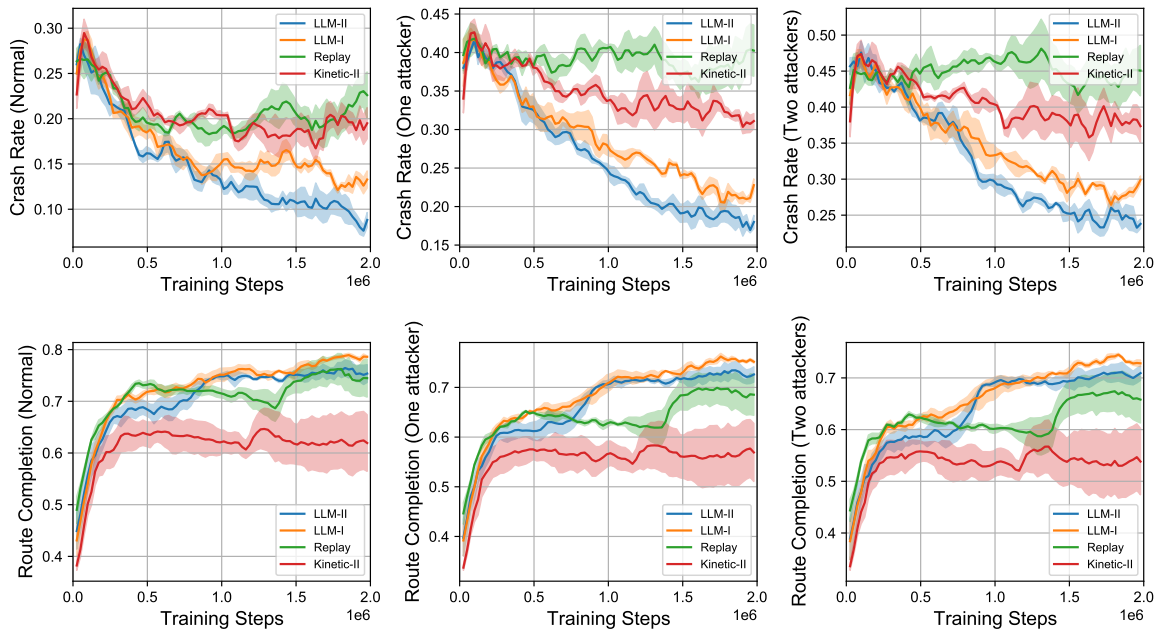 Crash Rate (Normal)
0.30
0.25
0.20
0.15
0.10
0.0
0.5
1.0
1.5
2.0
1e6
Training Steps
LLM-II
LLM-I
Replay
Kinetic-II
Crash Rate (One attacker)
0.45
0.40
0.35
0.30
0.25
0.20
0.15
0.0
0.5
1.0
1.5
2.0
1e6
Training Steps
LLM-II
LLM-I
Replay
Kinetic-II
Crash Rate (Two attackers)
0.50
0.45
0.40
0.35
0.30
0.25
0.0
0.5
1.0
1.5
2.0
1e6
Training Steps
LLM-II
LLM-I
Replay
Kinetic-II
Route Completion (Normal)
0.8
0.7
0.6
0.5
0.4
0.0
0.5
1.0
1.5
2.0
1e6
Training Steps
LLM-II
LLM-I
Replay
Kinetic-II
Route Completion (One attacker)
0.7
0.6
0.5
0.4
0.0
0.5
1.0
1.5
2.0
1e6
Training Steps
LLM-II
LLM-I
Replay
Kinetic-II
Route Completion (Two attackers)
0.7
0.6
0.5
0.4
0.0
0.5
1.0
1.5
2.0
1e6
Training Steps
LLM-II
LLM-I
Replay
Kinetic-II